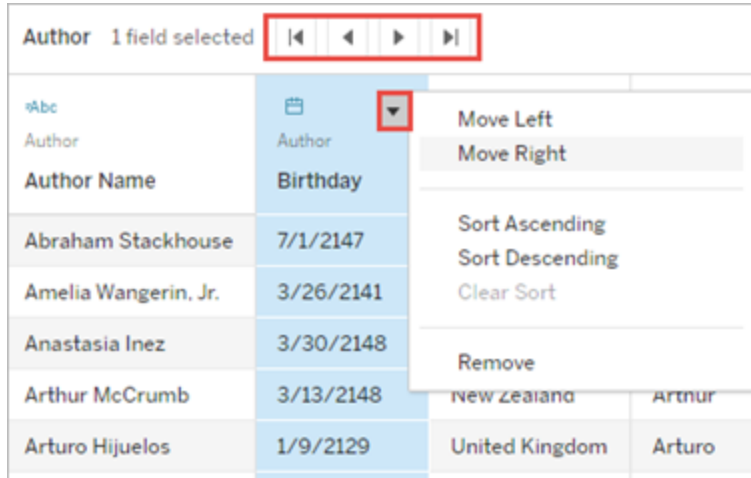 Author 1 field selected
Abc
Author
Author Name
Author
Birthday
Move Left
Move Right
Sort Ascending
Sort Descending
Clear Sort
Remove
Abraham Stackhouse 7/1/2147
Amelia Wangerin, Jr. 3/26/2141
Anastasia Inez 3/30/2148
Arthur McCrumb 3/13/2148 New Zealand Arthur
Arturo Hijuelos 1/9/2129 United Kingdom Arturo